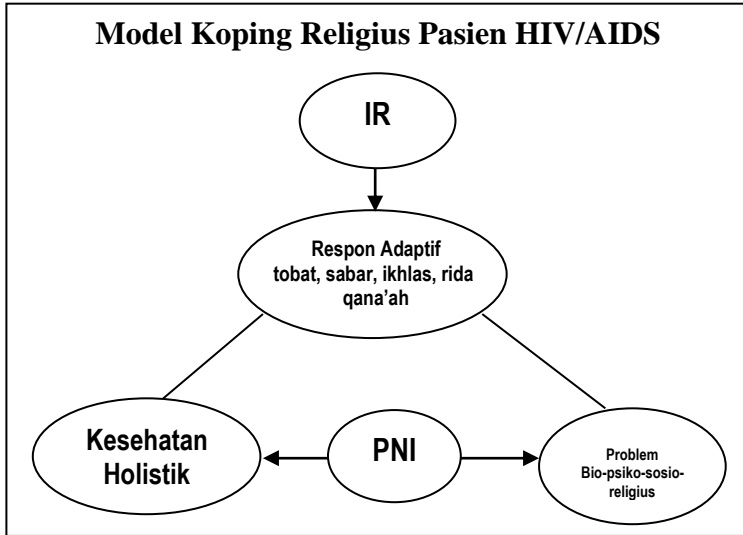 Model Koping Religius Pasien HIV/AIDS
IR
Respon Adaptif
tobat, sabar, ikhlas, rida
qana’ah
Kesehatan
Holistik
PNI
Problem
Bio-psiko-sosio-
religius